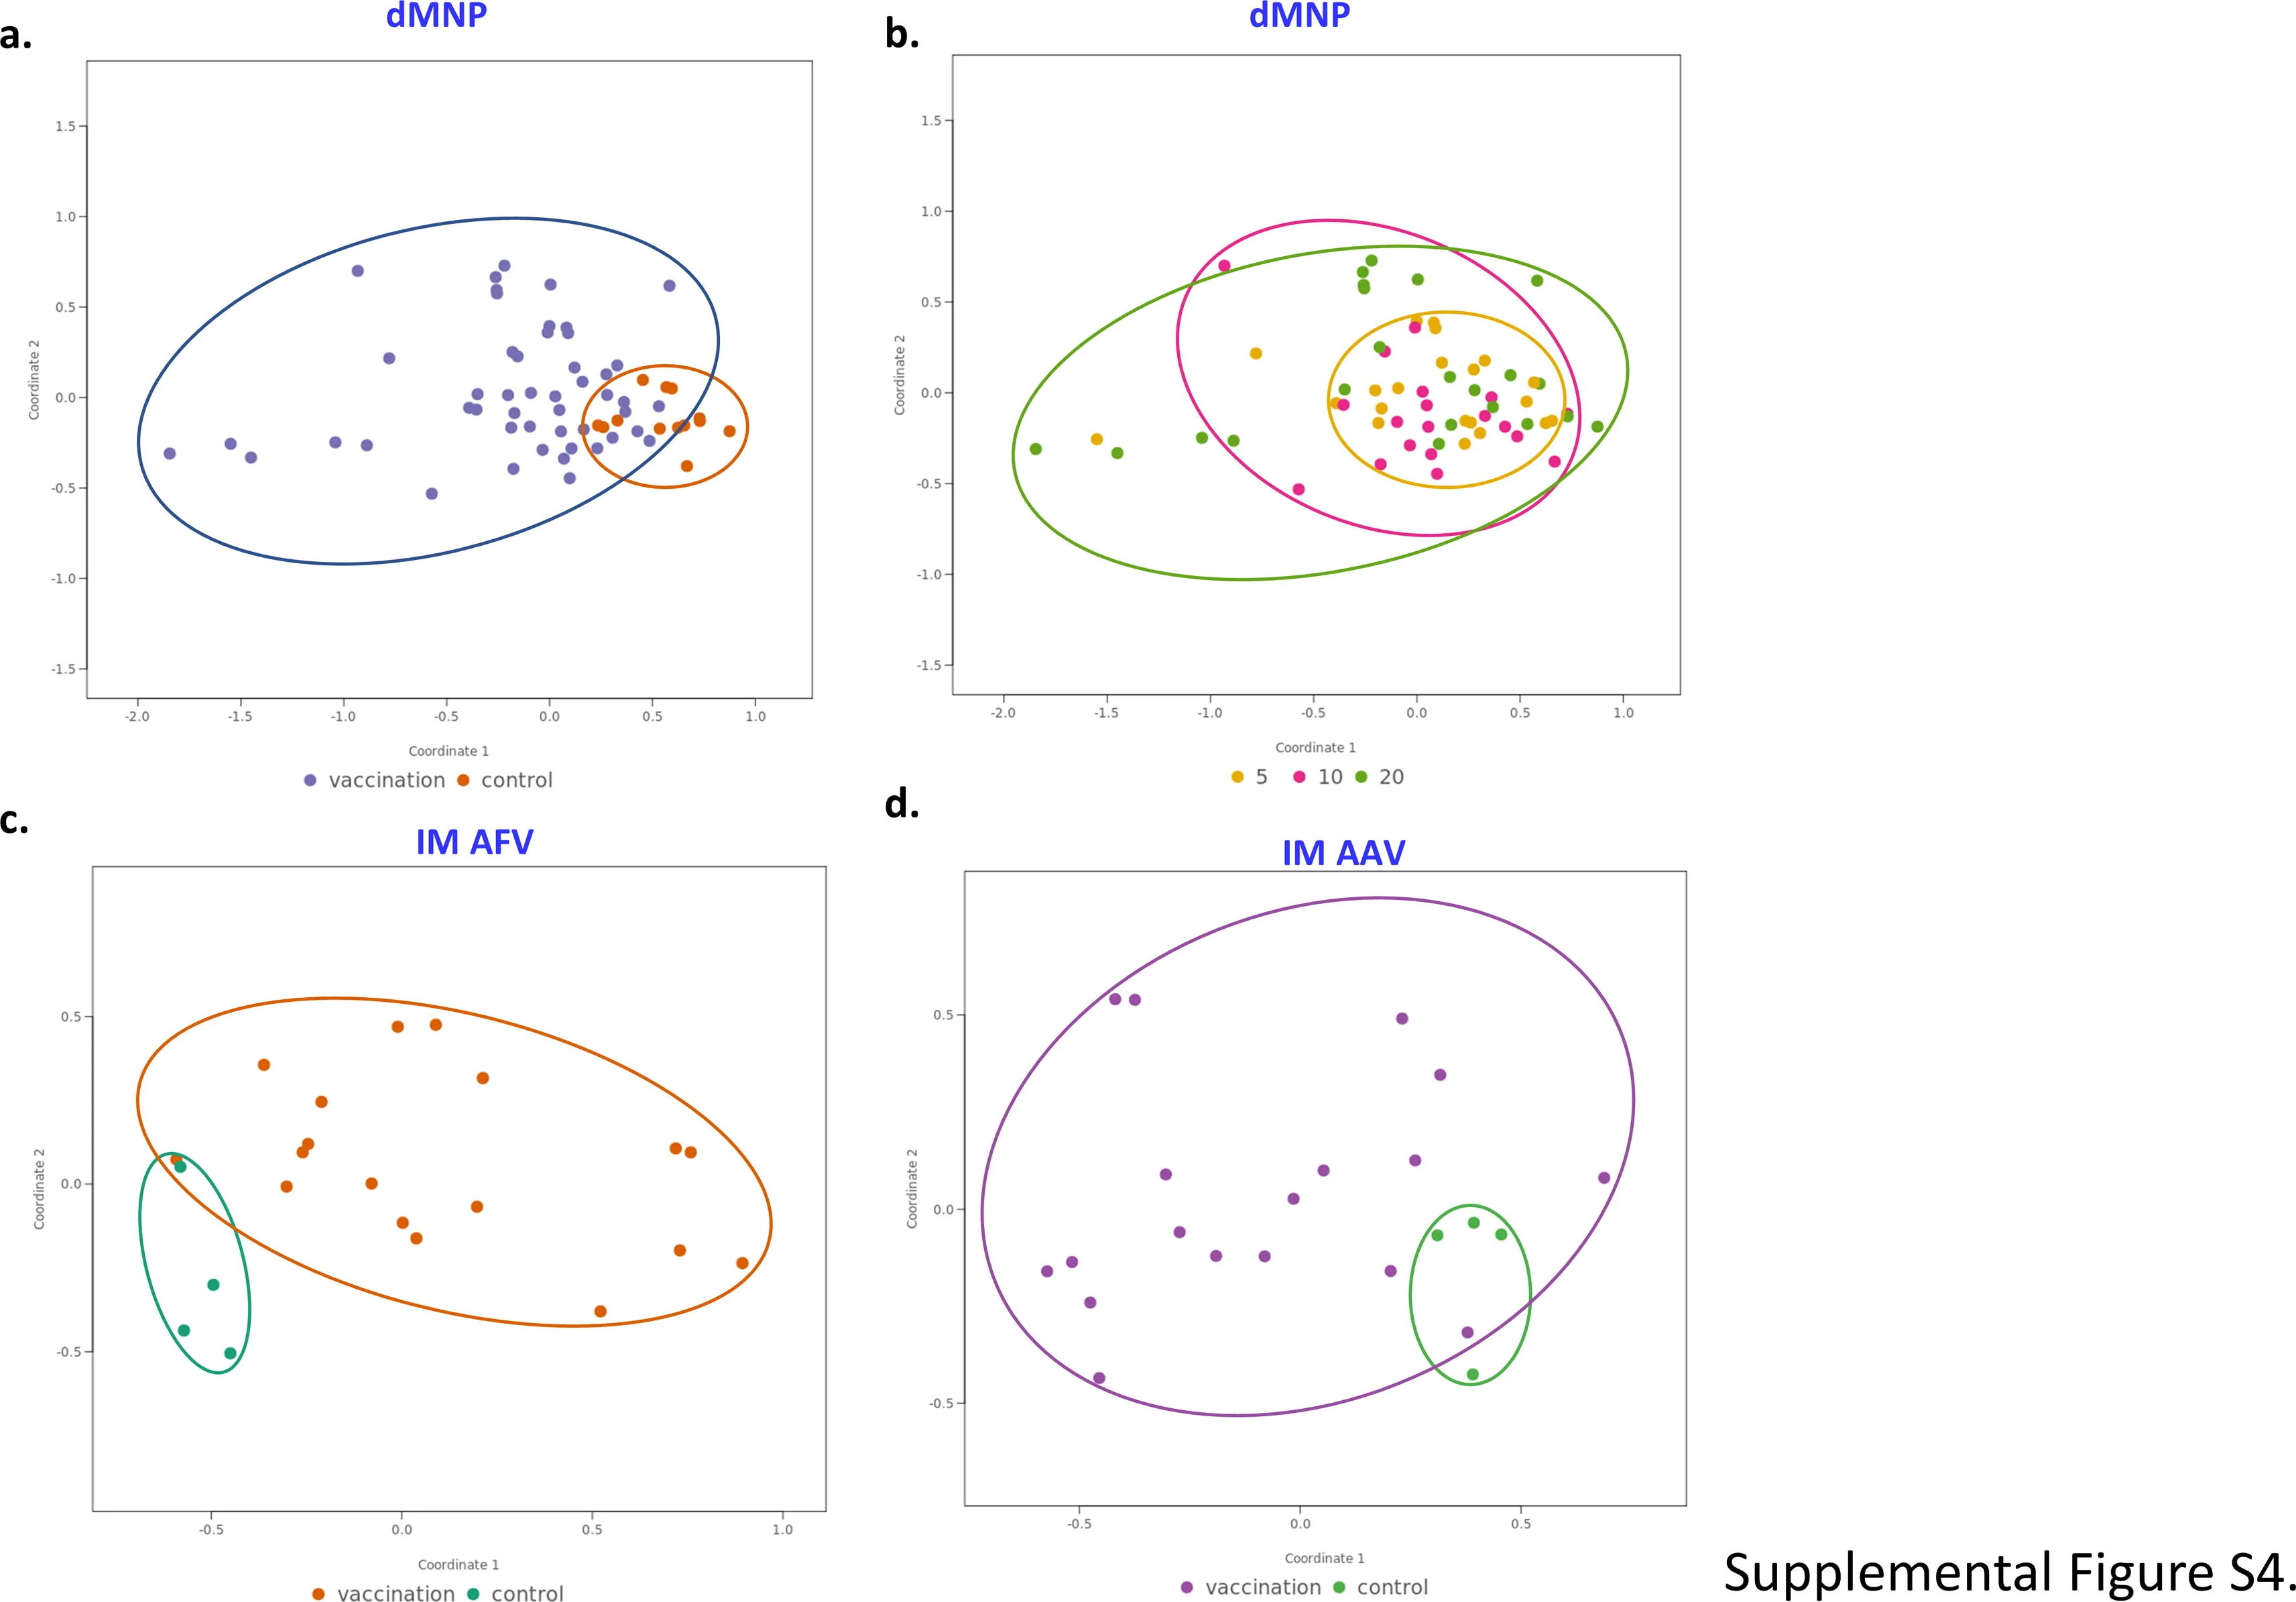 a.
dMNP
1.5
1.0
0.5
0.0
-0.5
-1.0
-1.5
Coordinate 2
-2.0 -1.5 -1.0 -0.5 0.0 0.5 1.0
Coordinate 1
vaccination control
b.
dMNP
1.5
1.0
0.5
0.0
-0.5
-1.0
-1.5
Coordinate 2
-2.0 -1.5 -1.0 -0.5 0.0 0.5 1.0
Coordinate 1
5 10 20
c.
IM AFV
0.5
0.0
-0.5
Coordinate 2
-0.5 0.0 0.5 1.0
Coordinate 1
vaccination control
d.
IM AAV
0.5
0.0
-0.5
Coordinate 2
-0.5 0.0 0.5
Coordinate 1
vaccination control
Supplemental Figure S4.